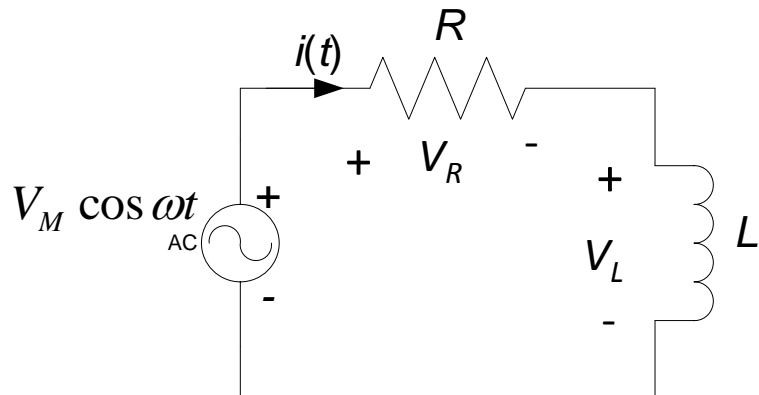 R
i(t)
+ V_R -
V_M cos ωt
+
AC
-
+
V_L
-
L